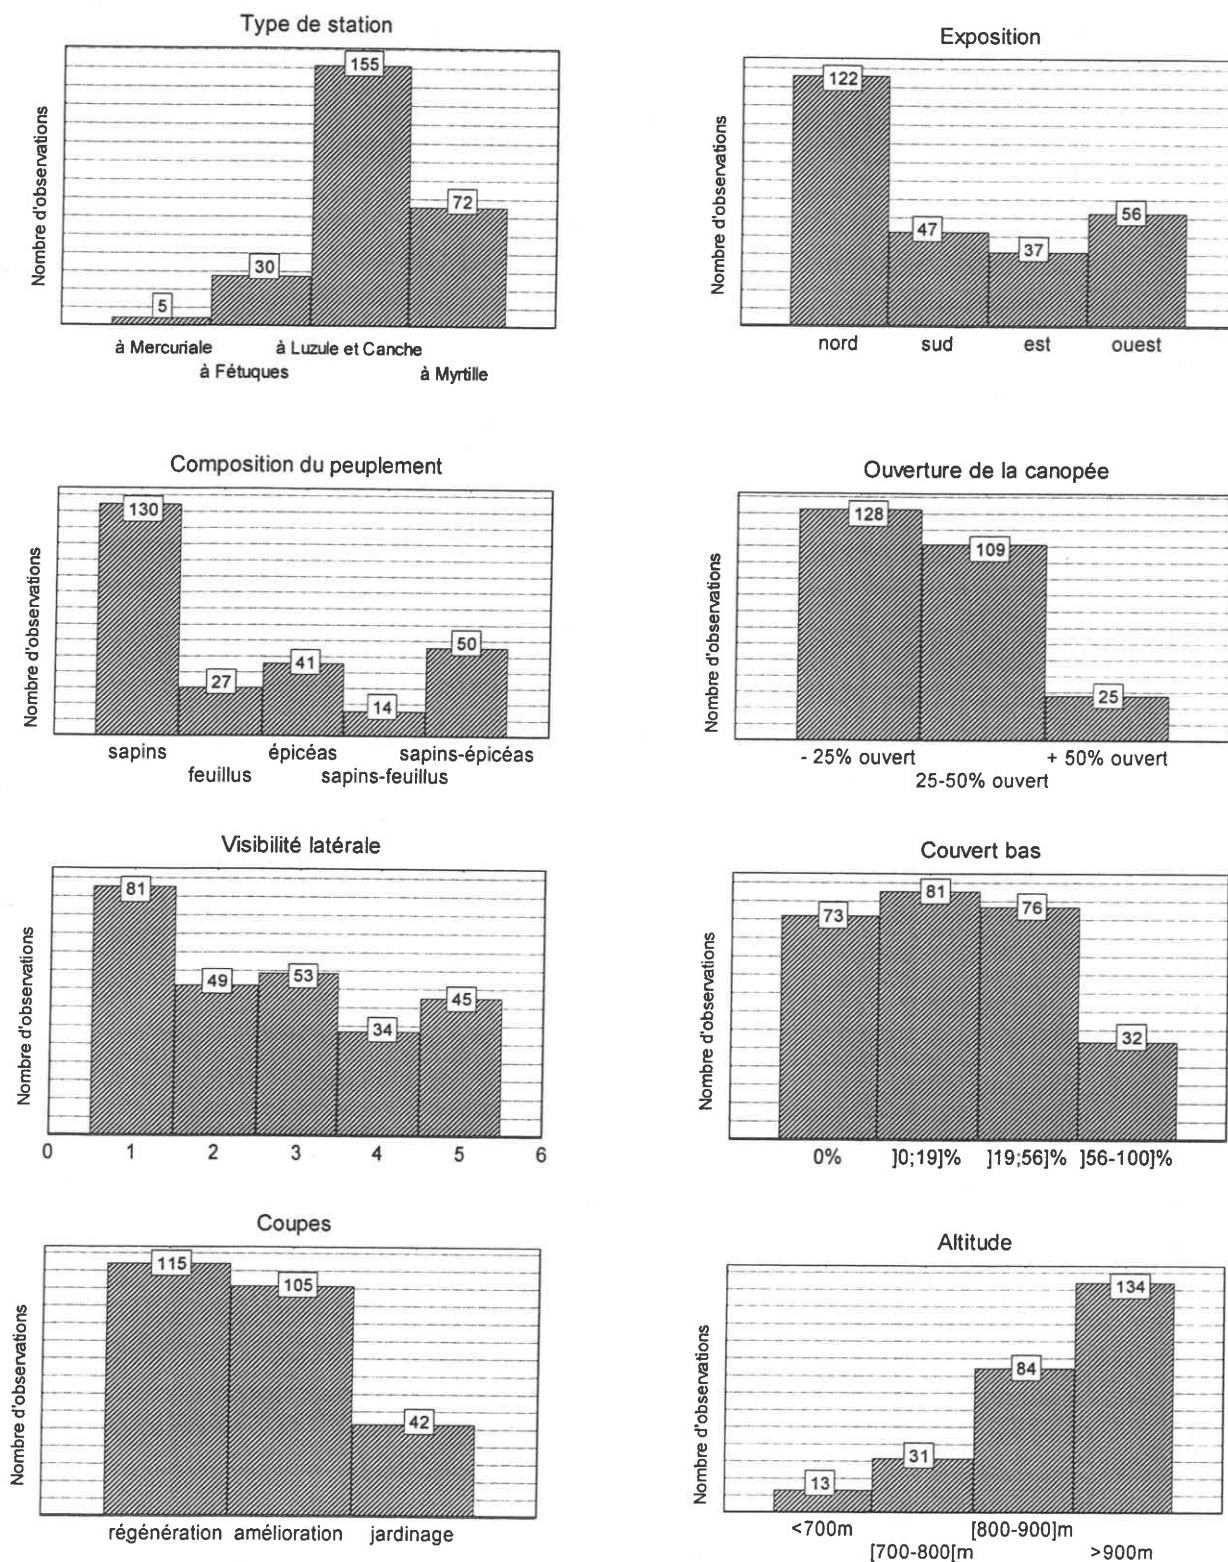 Type de station
Nombre d'observations
155
72
30
5
à Mercuriale
à Luzule et Canche
à Fétuques
à Myrtille
Exposition
Nombre d'observations
122
47
37
56
nord
sud
est
ouest
Composition du peuplement
Nombre d'observations
130
27
41
14
50
sapins
épicéas
sapins-épicéas
feuillus
sapins-feuillus
Ouverture de la canopée
Nombre d'observations
128
109
25
- 25% ouvert
+ 50% ouvert
25-50% ouvert
Visibilité latérale
Nombre d'observations
81
49
53
34
45
0 1 2 3 4 5 6
Couvert bas
Nombre d'observations
73
81
76
32
0% ]0;19]% ]19;56]% ]56-100]%
Coupes
Nombre d'observations
115
105
42
régénération amélioration jardinage
Altitude
Nombre d'observations
13
31
84
134
<700m [800-900]m
[700-800[m >900m